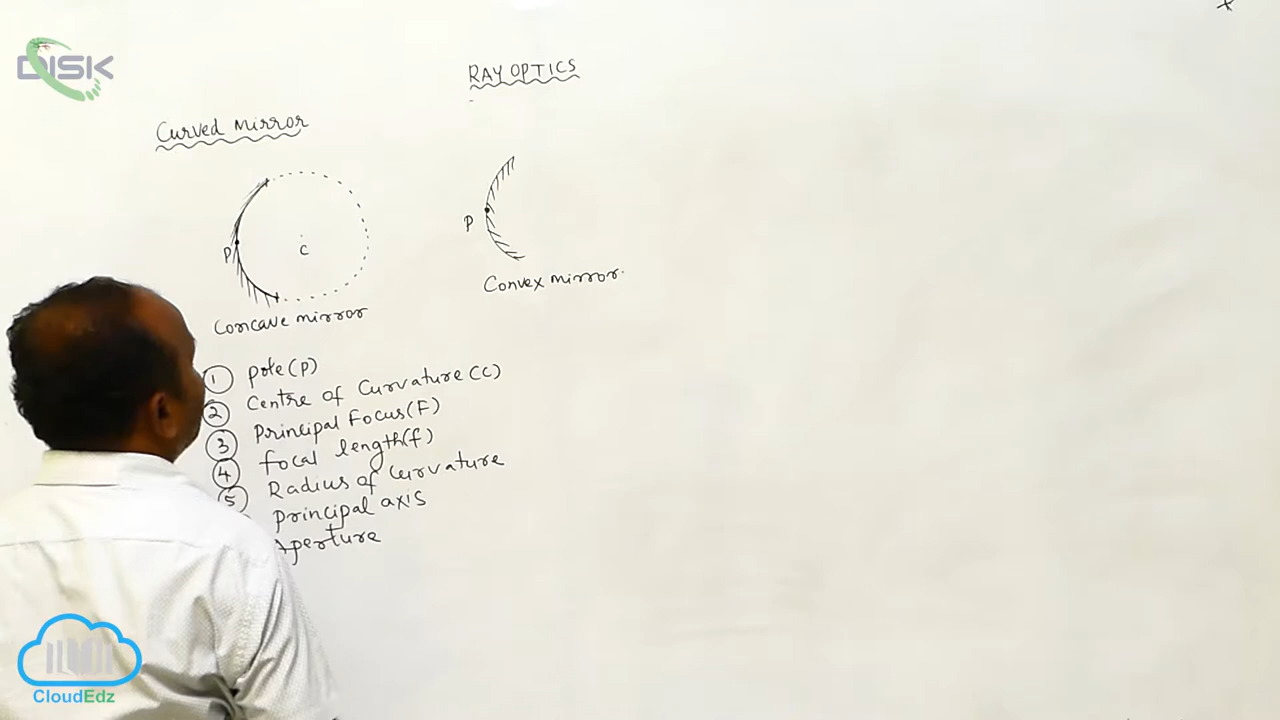 DISK
RAY OPTICS
Curved mirror
P
C
P
Convex mirror
Concave mirror
1 Pole (P)
2 Centre of Curvature (C)
3 Principal Focus (F)
4 focal length (f)
5 Radius of curvature
Principal axis
Aperture
CloudEdz